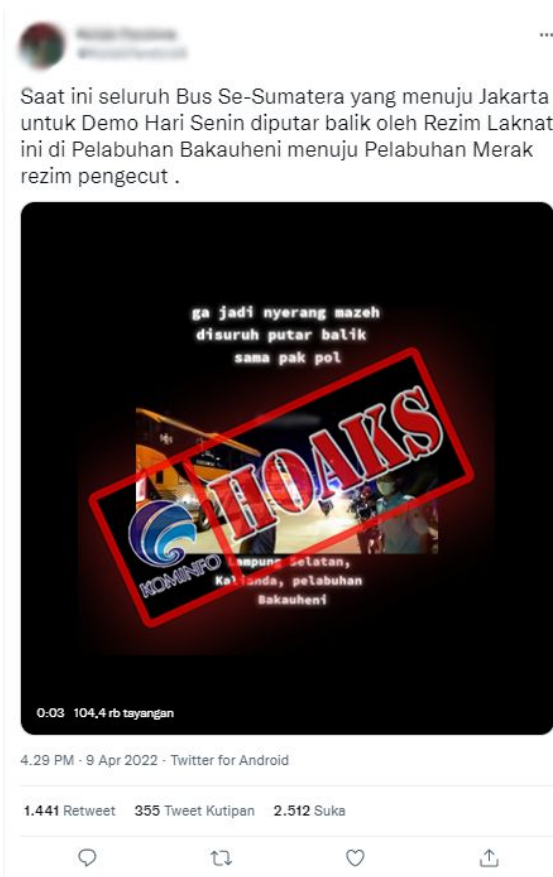 Saat ini seluruh Bus Se-Sumatera yang menuju Jakarta
untuk Demo Hari Senin diputar balik oleh Rezim Laknat
ini di Pelabuhan Bakauheni menuju Pelabuhan Merak
rezim pengecut .
ga jadi nyerang mazeh
disuruh putar balik
sama pak pol
HOAKS
KOMINFO
Lampung Selatan,
Kalianda, pelabuhan
Bakauheni
0:03 104,4 rb tayangan
4.29 PM · 9 Apr 2022 · Twitter for Android
1.441 Retweet 355 Tweet Kutipan 2.512 Suka